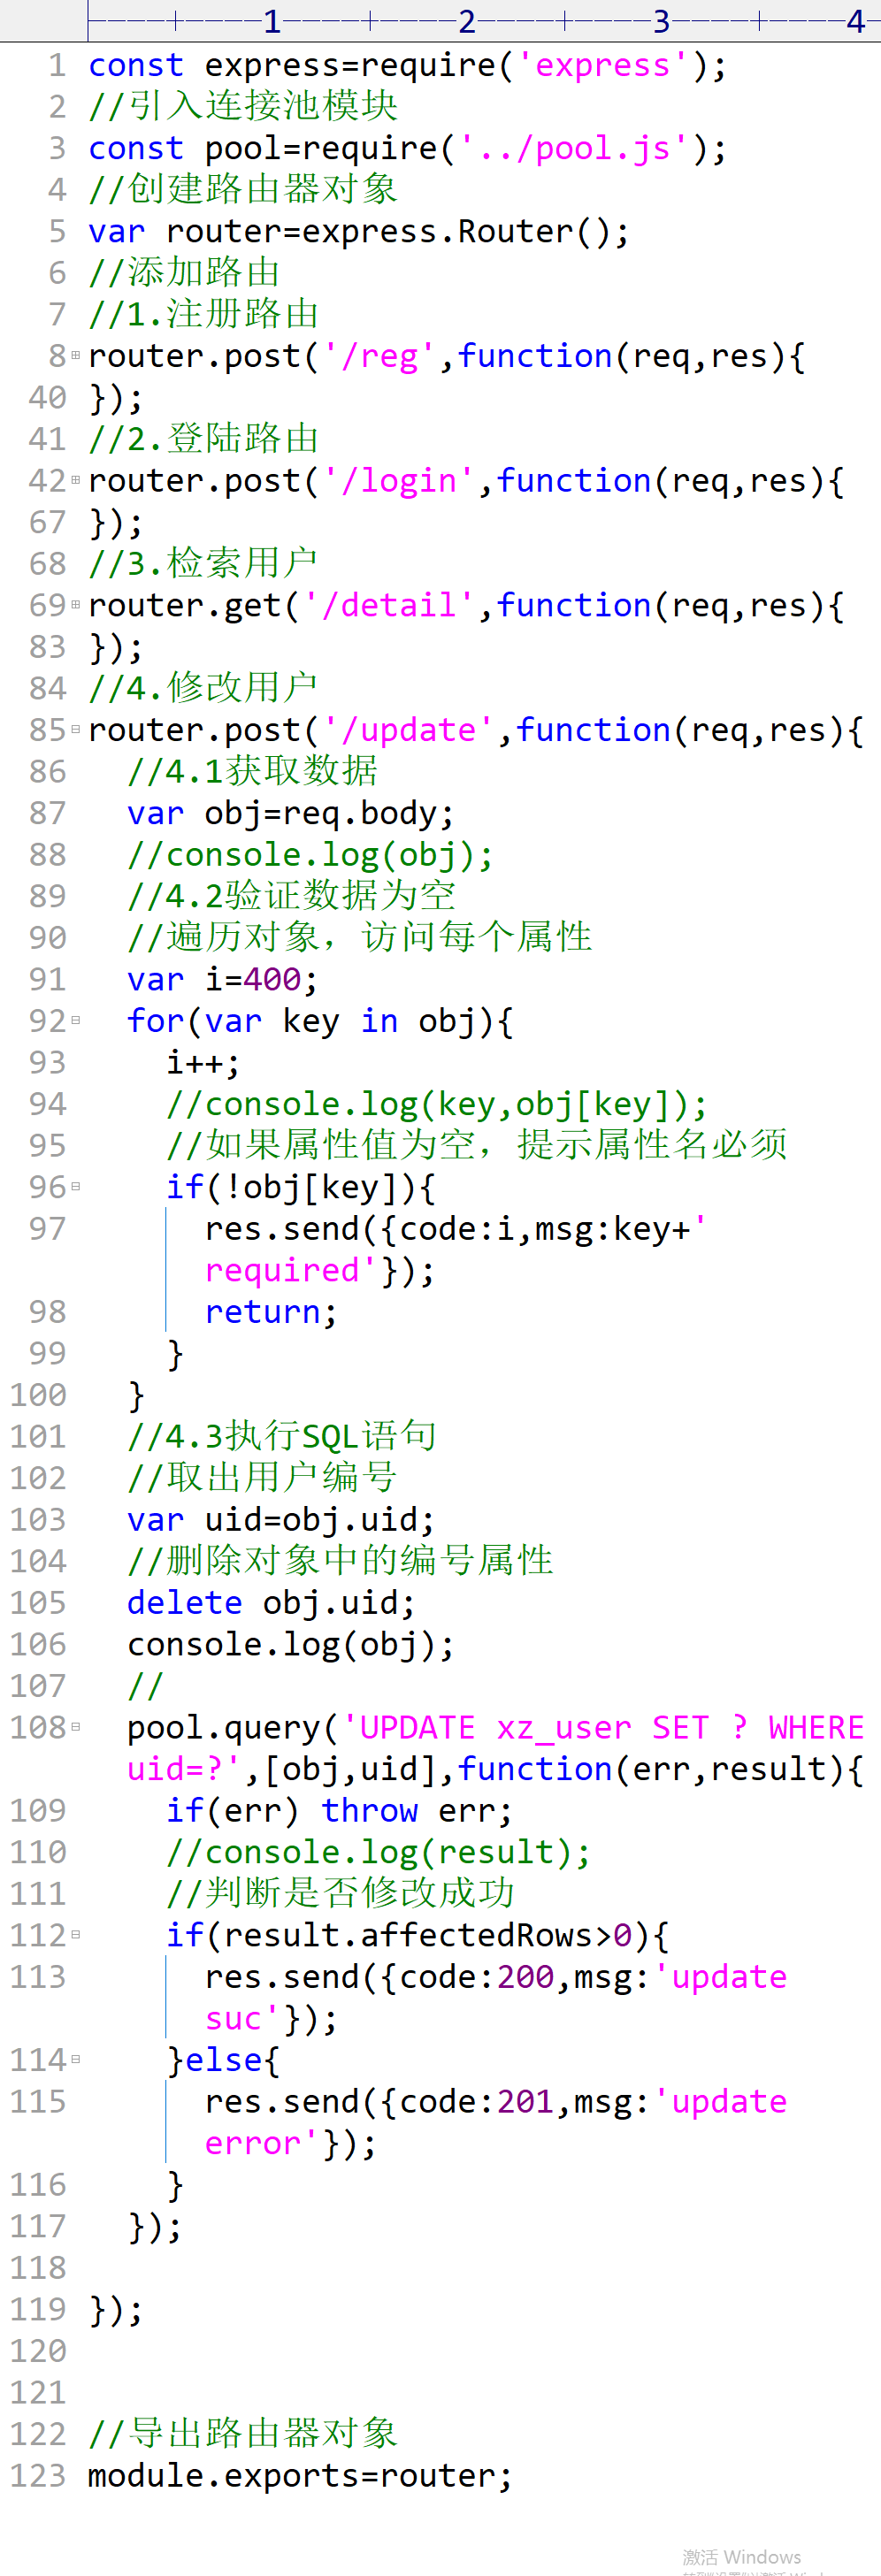 1 2 3 4
1 const express=require('express');
2 //引入连接池模块
3 const pool=require('../pool.js');
4 //创建路由器对象
5 var router=express.Router();
6 //添加路由
7 //1.注册路由
8 router.post('/reg',function(req,res){
40 });
41 //2.登陆路由
42 router.post('/login',function(req,res){
67 });
68 //3.检索用户
69 router.get('/detail',function(req,res){
83 });
84 //4.修改用户
85 router.post('/update',function(req,res){
86 //4.1获取数据
87 var obj=req.body;
88 //console.log(obj);
89 //4.2验证数据为空
90 //遍历对象，访问每个属性
91 var i=400;
92 for(var key in obj){
93 i++;
94 //console.log(key,obj[key]);
95 //如果属性值为空，提示属性名必须
96 if(!obj[key]){
97 res.send({code:i,msg:key+'
required'});
98 return;
99 }
100 }
101 //4.3执行SQL语句
102 //取出用户编号
103 var uid=obj.uid;
104 //删除对象中的编号属性
105 delete obj.uid;
106 console.log(obj);
107 //
108 pool.query('UPDATE xz_user SET ? WHERE
uid=?',[obj,uid],function(err,result){
109 if(err) throw err;
110 //console.log(result);
111 //判断是否修改成功
112 if(result.affectedRows>0){
113 res.send({code:200,msg:'update
suc'});
114 }else{
115 res.send({code:201,msg:'update
error'});
116 }
117 });
118
119 });
120
121
122 //导出路由器对象
123 module.exports=router;
激活 Windows